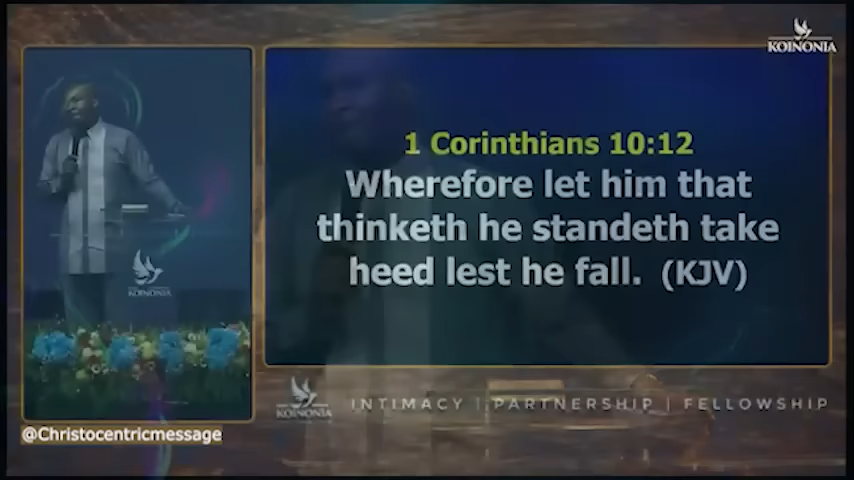 KOINONIA
1 Corinthians 10:12
Wherefore let him that
thinketh he standeth take
heed lest he fall. (KJV)
KOINONIA
KOINONIA
INTIMACY | PARTNERSHIP | FELLOWSHIP
@Christocentricmessage